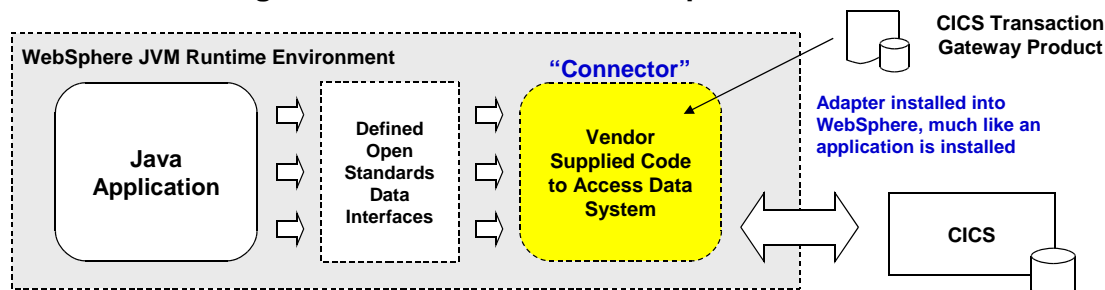 WebSphere JVM Runtime Environment
Java
Application
Defined
Open
Standards
Data
Interfaces
“Connector”
Vendor
Supplied Code
to Access Data
System
CICS Transaction
Gateway Product
Adapter installed into
WebSphere, much like an
application is installed
CICS